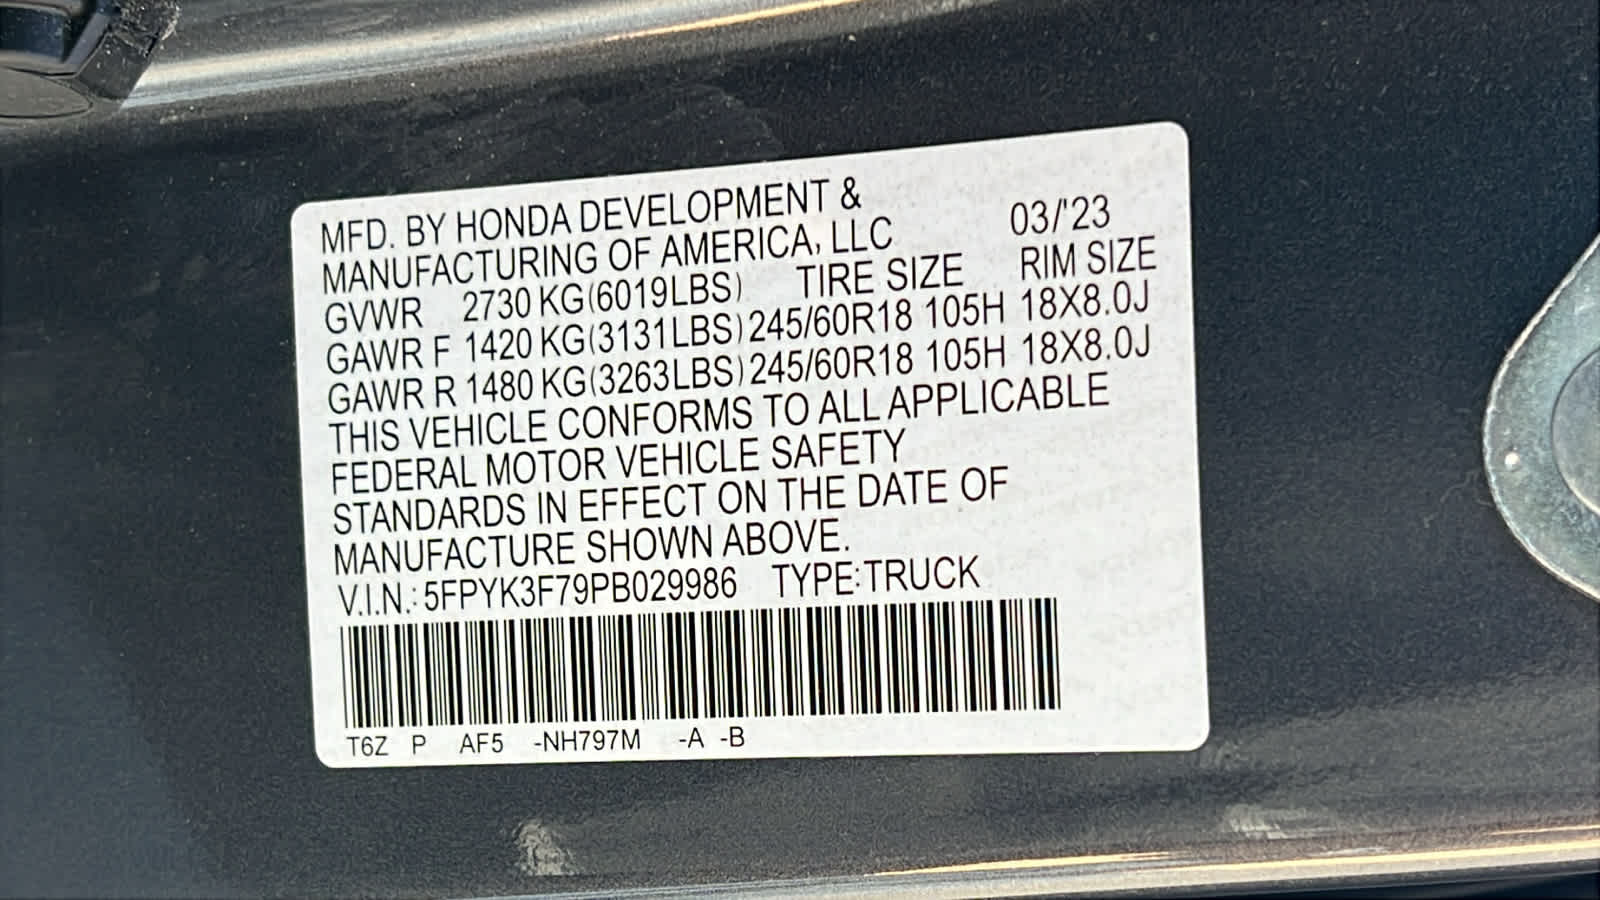 MFD. BY HONDA DEVELOPMENT &
MANUFACTURING OF AMERICA, LLC 03/'23
GVWR 2730 KG(6019LBS) TIRE SIZE RIM SIZE
GAWR F 1420 KG(3131LBS) 245/60R18 105H 18X8.0J
GAWR R 1480 KG(3263LBS) 245/60R18 105H 18X8.0J
THIS VEHICLE CONFORMS TO ALL APPLICABLE
FEDERAL MOTOR VEHICLE SAFETY
STANDARDS IN EFFECT ON THE DATE OF
MANUFACTURE SHOWN ABOVE.
V.I.N.: 5FPYK3F79PB029986 TYPE:TRUCK
T6Z P AF5 -NH797M -A -B